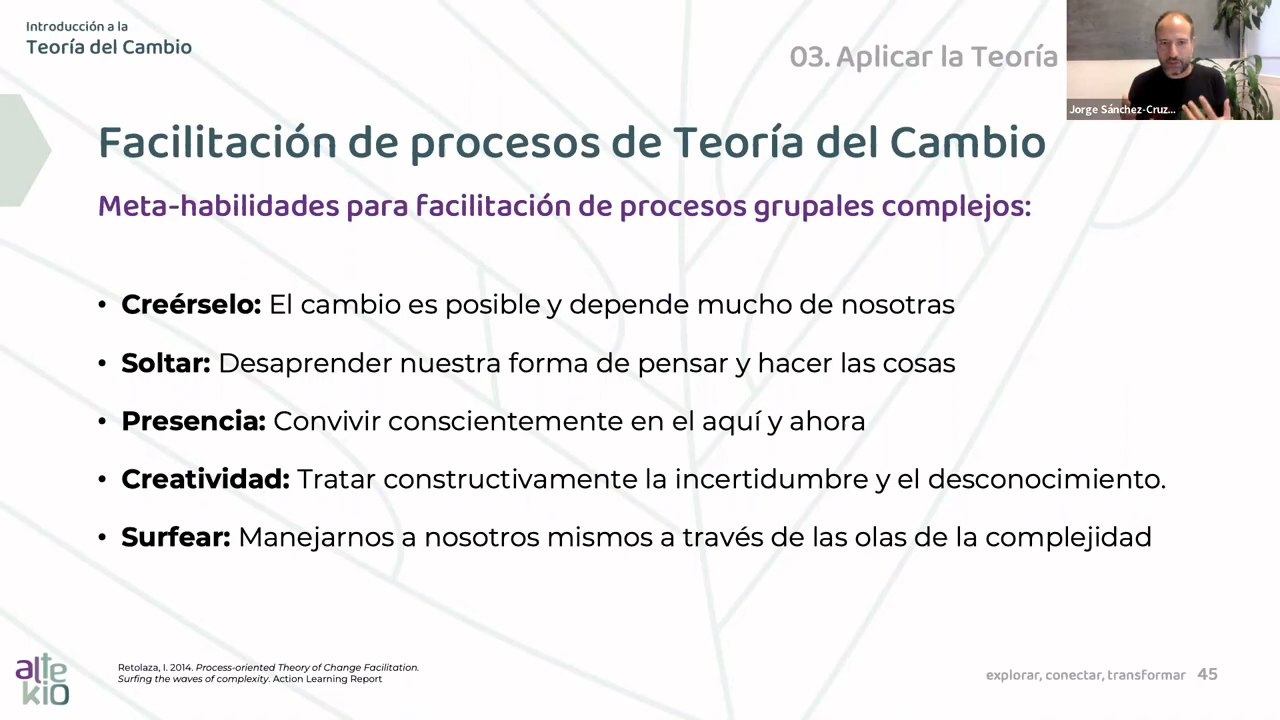 Introducción a la
Teoría del Cambio
03. Aplicar la Teoría
Jorge Sánchez-Cruz...
Facilitación de procesos de Teoría del Cambio
Meta-habilidades para facilitación de procesos grupales complejos:
• Creérselo: El cambio es posible y depende mucho de nosotras
• Soltar: Desaprender nuestra forma de pensar y hacer las cosas
• Presencia: Convivir conscientemente en el aquí y ahora
• Creatividad: Tratar constructivamente la incertidumbre y el desconocimiento.
• Surfear: Manejarnos a nosotros mismos a través de las olas de la complejidad
alte
kio
Retolaza, I. 2014. Process-oriented Theory of Change Facilitation.
Surfing the waves of complexity. Action Learning Report
explorar, conectar, transformar 45